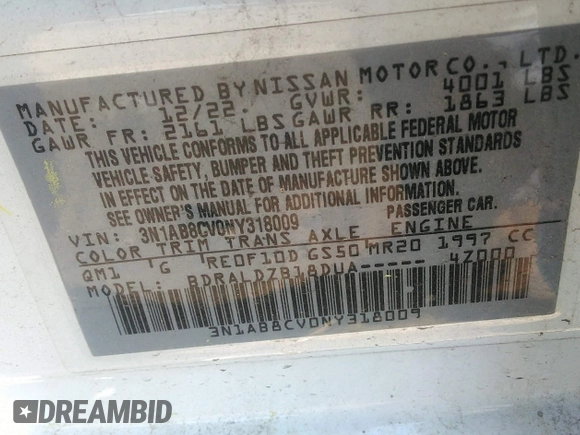 MANUFACTURED BY NISSAN MOTOR CO., LTD.
DATE: 12/22. GVWR: 4001 LBS
GAWR FR: 2161 LBS GAWR RR: 1863 LBS
THIS VEHICLE CONFORMS TO ALL APPLICABLE FEDERAL MOTOR
VEHICLE SAFETY, BUMPER AND THEFT PREVENTION STANDARDS
IN EFFECT ON THE DATE OF MANUFACTURE SHOWN ABOVE.
SEE OWNER'S MANUAL FOR ADDITIONAL INFORMATION.
VIN: 3N1AB8CV0NY318009 PASSENGER CAR.
COLOR TRIM TRANS AXLE ENGINE
QM1 G RE0F10D GS50 MR20 1997 CC
MODEL: BDRALDZB18DUA----- 4Z000
3N1AB8CV0NY318009
DREAMBID